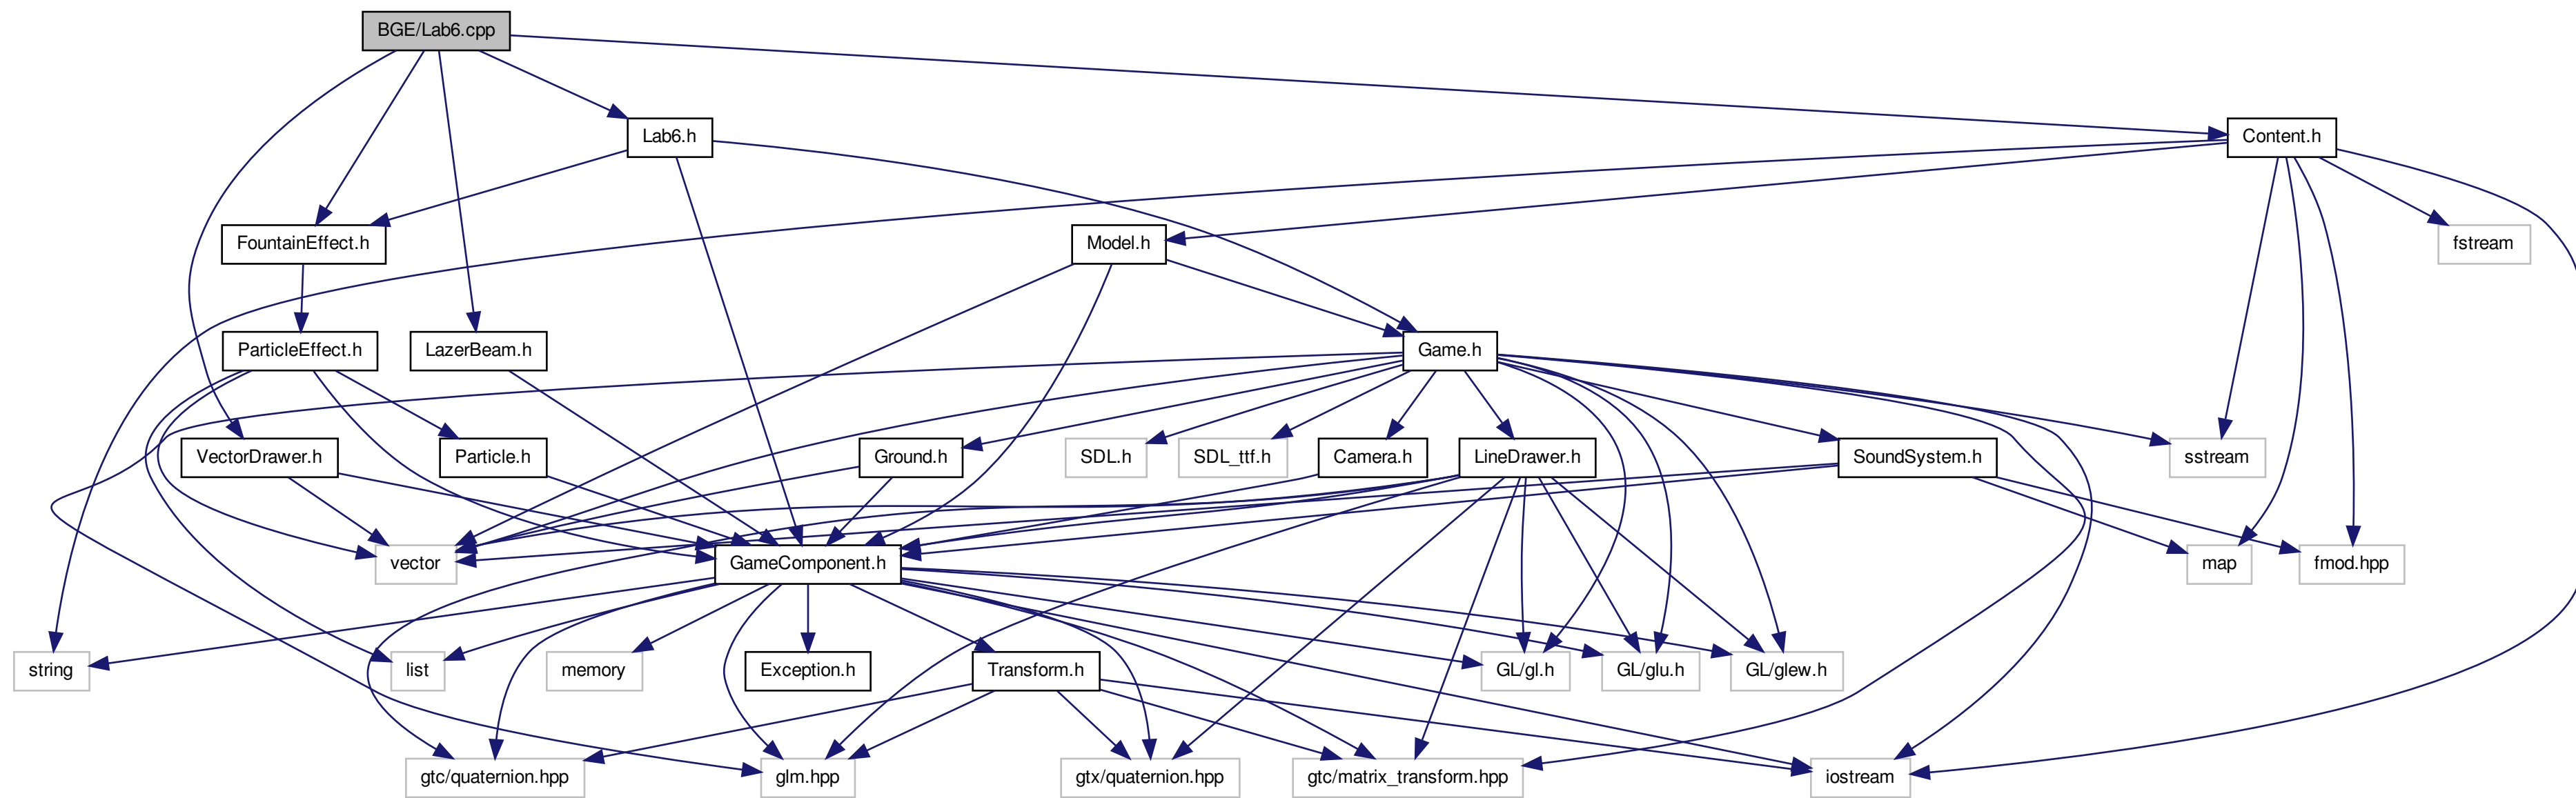 BGE/Lab6.cpp
Lab6.h
Content.h
FountainEffect.h
Model.h
fstream
ParticleEffect.h
LazerBeam.h
Game.h
VectorDrawer.h
Particle.h
Ground.h
SDL.h
SDL_ttf.h
Camera.h
LineDrawer.h
SoundSystem.h
sstream
vector
GameComponent.h
map
fmod.hpp
string
list
memory
Exception.h
Transform.h
GL/gl.h
GL/glu.h
GL/glew.h
gtc/quaternion.hpp
glm.hpp
gtx/quaternion.hpp
gtc/matrix_transform.hpp
iostream